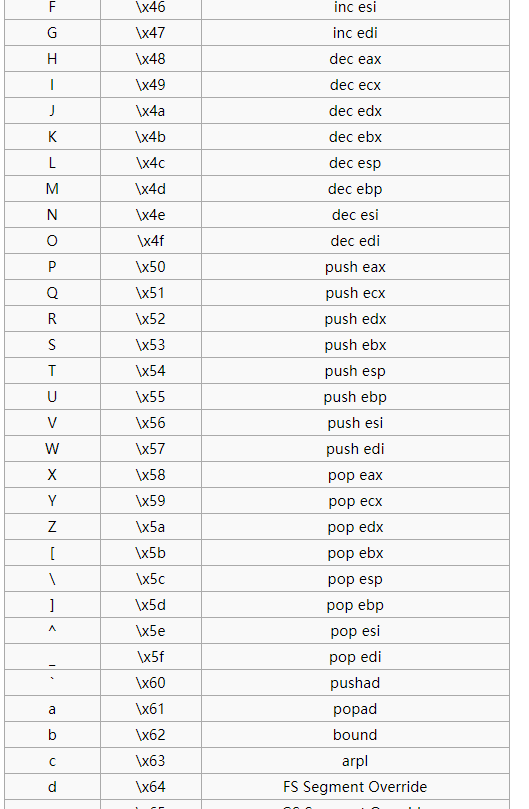 F \x46 inc esi
G \x47 inc edi
H \x48 dec eax
I \x49 dec ecx
J \x4a dec edx
K \x4b dec ebx
L \x4c dec esp
M \x4d dec ebp
N \x4e dec esi
O \x4f dec edi
P \x50 push eax
Q \x51 push ecx
R \x52 push edx
S \x53 push ebx
T \x54 push esp
U \x55 push ebp
V \x56 push esi
W \x57 push edi
X \x58 pop eax
Y \x59 pop ecx
Z \x5a pop edx
[ \x5b pop ebx
\ \x5c pop esp
] \x5d pop ebp
^ \x5e pop esi
_ \x5f pop edi
` \x60 pushad
a \x61 popad
b \x62 bound
c \x63 arpl
d \x64 FS Segment Override